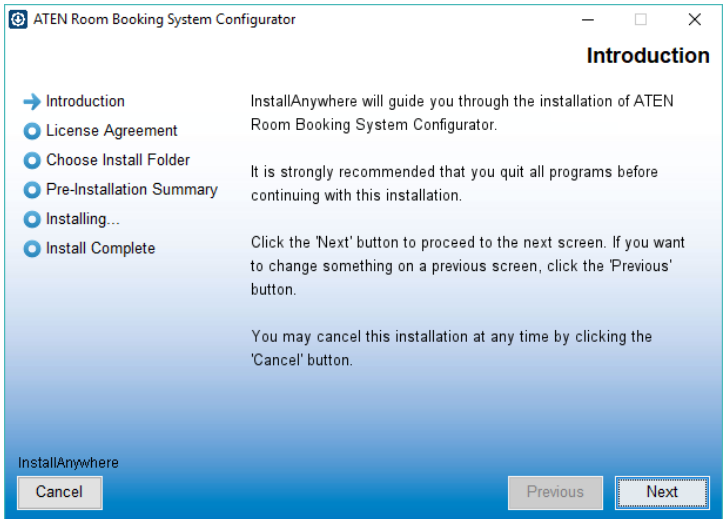 ATEN Room Booking System Configurator
Introduction
Introduction
License Agreement
Choose Install Folder
Pre-Installation Summary
Installing...
Install Complete
InstallAnywhere will guide you through the installation of ATEN
Room Booking System Configurator.
It is strongly recommended that you quit all programs before
continuing with this installation.
Click the 'Next' button to proceed to the next screen. If you want
to change something on a previous screen, click the 'Previous'
button.
You may cancel this installation at any time by clicking the
'Cancel' button.
InstallAnywhere
Cancel
Previous
Next